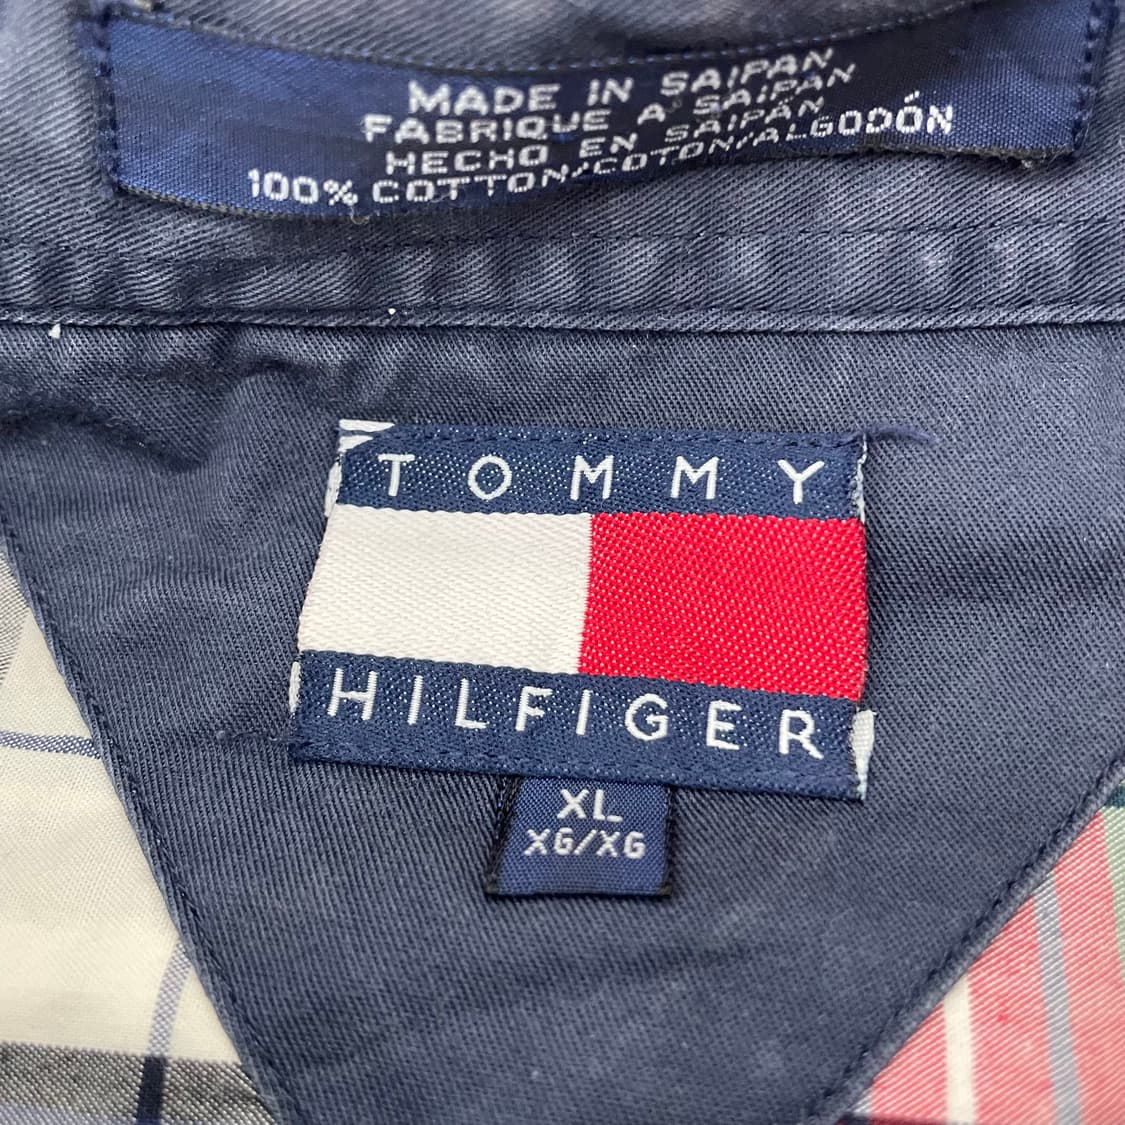 MADE IN SAIPAN
FABRIQUE A SAIPAN
HECHO EN SAIPAN
100% COTTON/COTON/ALGODÓN
TOMMY
HILFIGER
XL
XG/XG